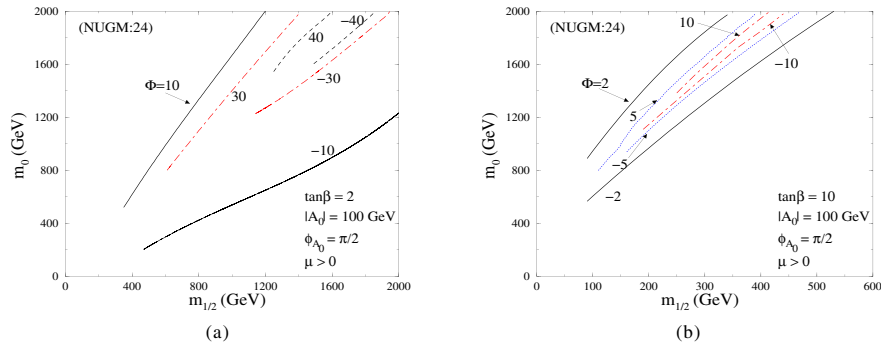 (NUGM:24)
2000
1600
1200
800
400
0
m₀ (GeV)
Φ=10
30
40
−40
−30
−10
tanβ = 2
|A₀| = 100 GeV
ϕ_A₀ = π/2
μ > 0
0 400 800 1200 1600 2000
m₁/₂ (GeV)
(a)
(NUGM:24)
2000
1600
1200
800
400
0
m₀ (GeV)
10
−10
Φ=2
5
−5
−2
tanβ = 10
|A₀| = 100 GeV
ϕ_A₀ = π/2
μ > 0
0 100 200 300 400 500 600
m₁/₂ (GeV)
(b)